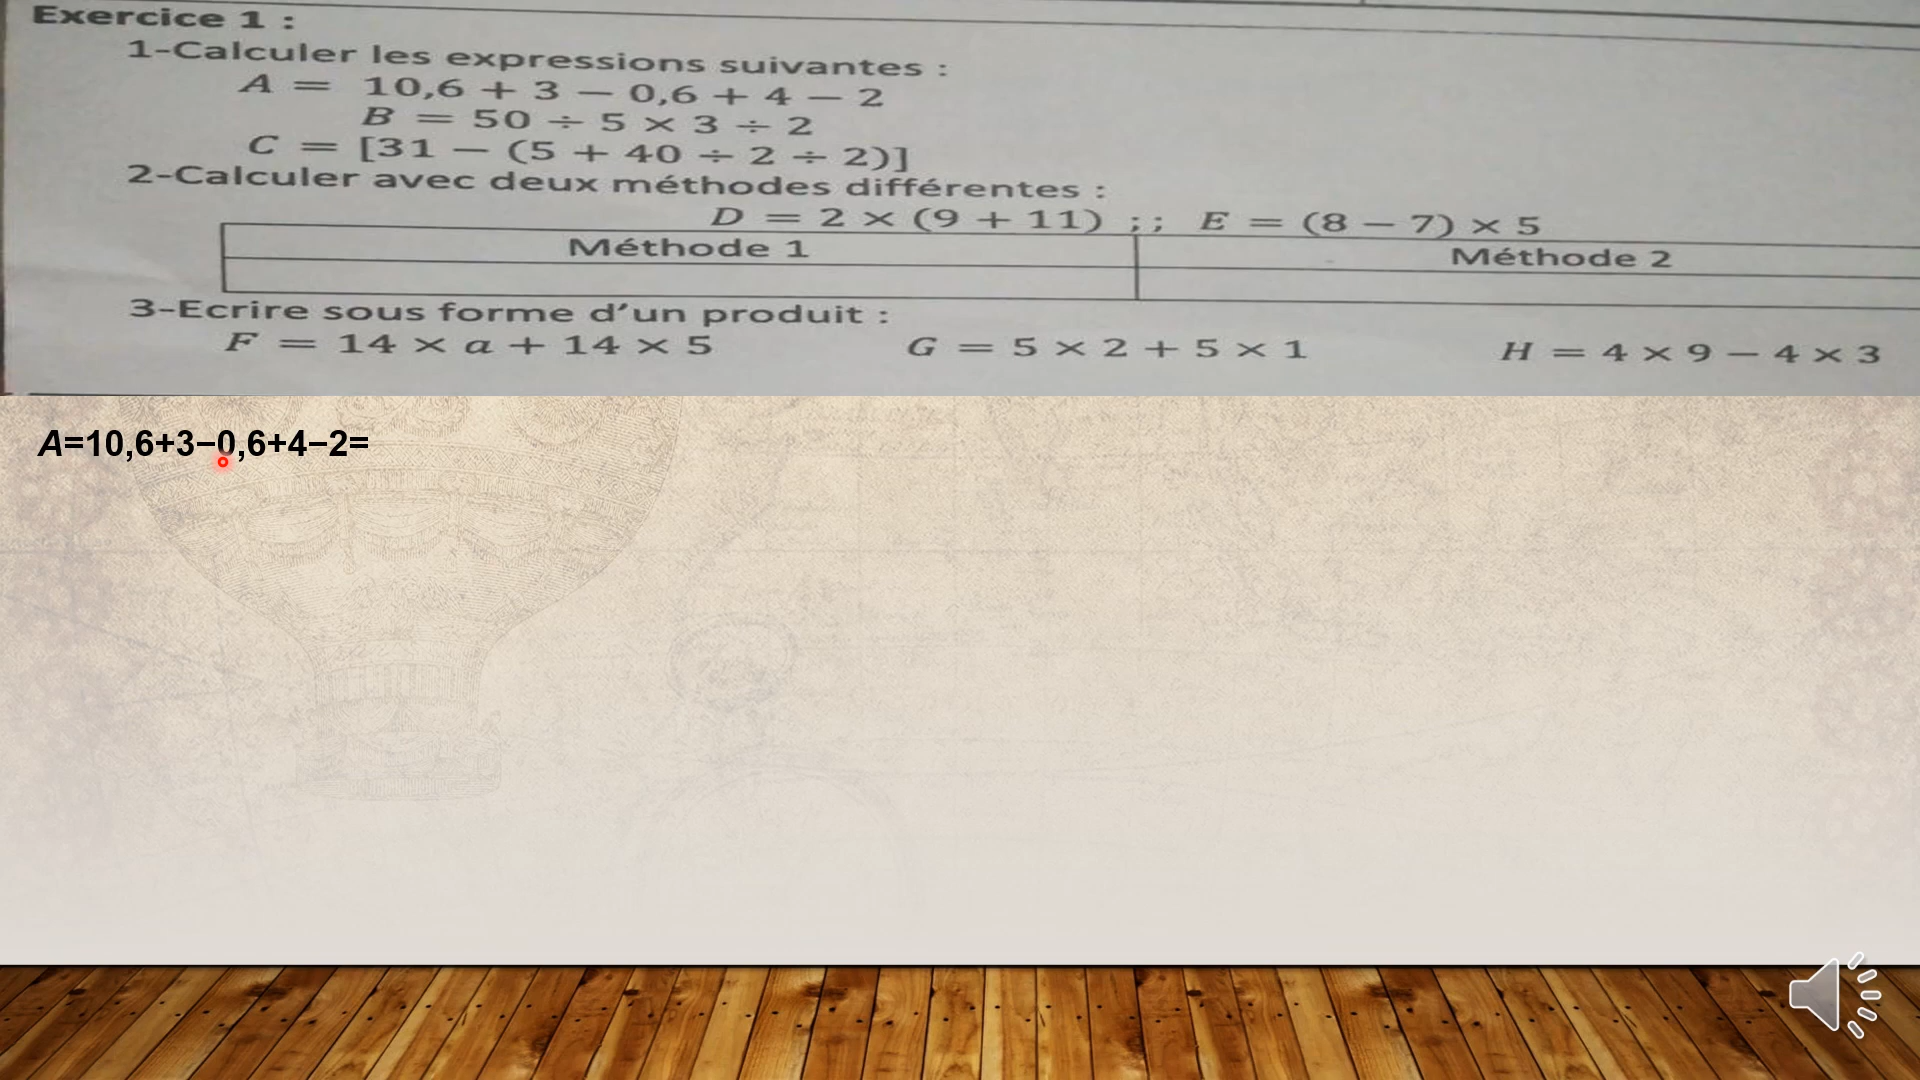 Exercice 1 :
1-Calculer les expressions suivantes :
A = 10,6 + 3 − 0,6 + 4 − 2
B = 50 ÷ 5 × 3 ÷ 2
C = [31 − (5 + 40 ÷ 2 ÷ 2)]
2-Calculer avec deux méthodes différentes :
D = 2 × (9 + 11) ;; E = (8 − 7) × 5
Méthode 1 Méthode 2
3-Ecrire sous forme d’un produit :
F = 14 × a + 14 × 5 G = 5 × 2 + 5 × 1 H = 4 × 9 − 4 × 3
A=10,6+3−0,6+4−2=